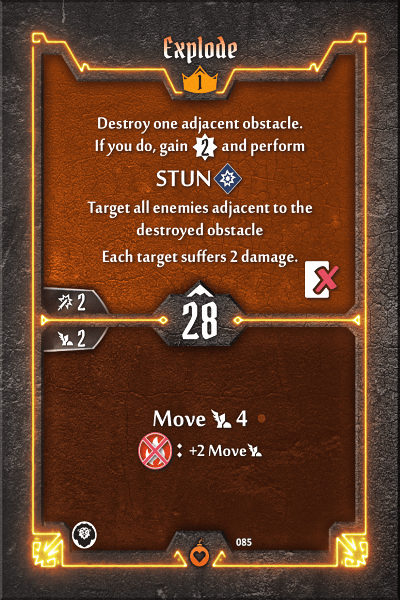 Explode
1
Destroy one adjacent obstacle.
If you do, gain 2 and perform
STUN
Target all enemies adjacent to the
destroyed obstacle
Each target suffers 2 damage.
2
28
2
Move 4
: +2 Move
085